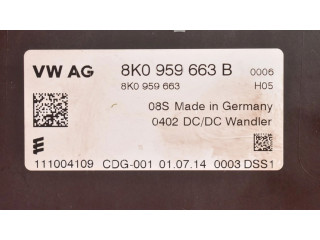 VW AG 8K0 959 663 B 0006
8K0 959 663 H05
08S Made in Germany
0402 DC/DC Wandler
111004109 CDG-001 01.07.14 0003 DSS1